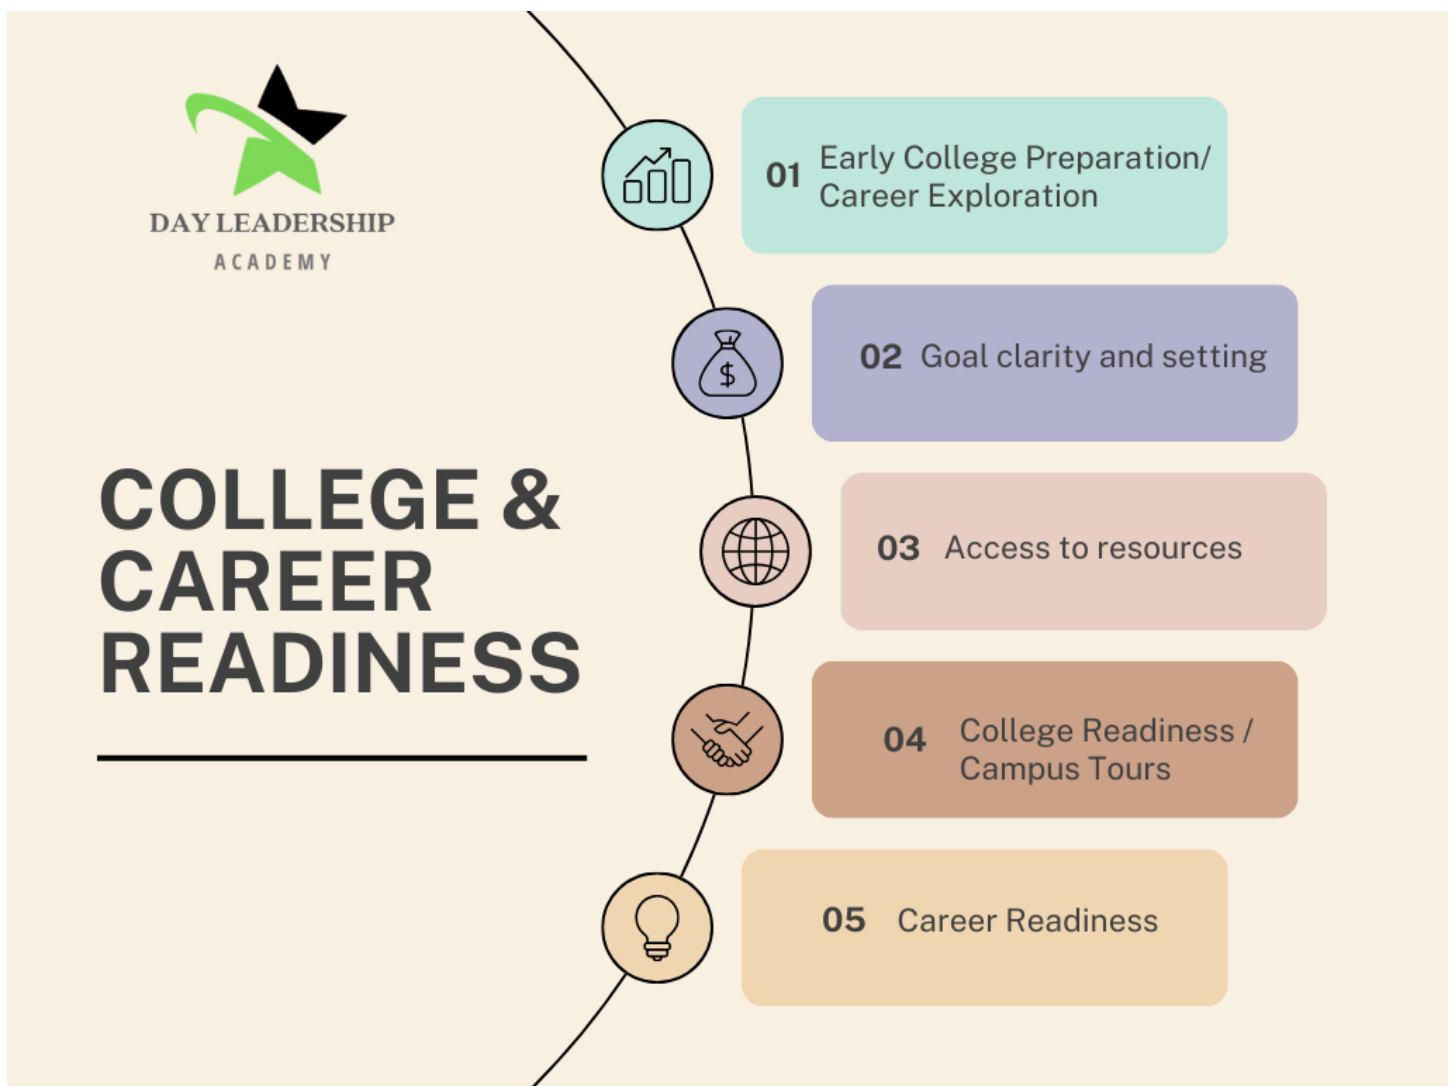 DAY LEADERSHIP
ACADEMY
COLLEGE &
CAREER
READINESS
01 Early College Preparation/
Career Exploration
02 Goal clarity and setting
03 Access to resources
04 College Readiness /
Campus Tours
05 Career Readiness